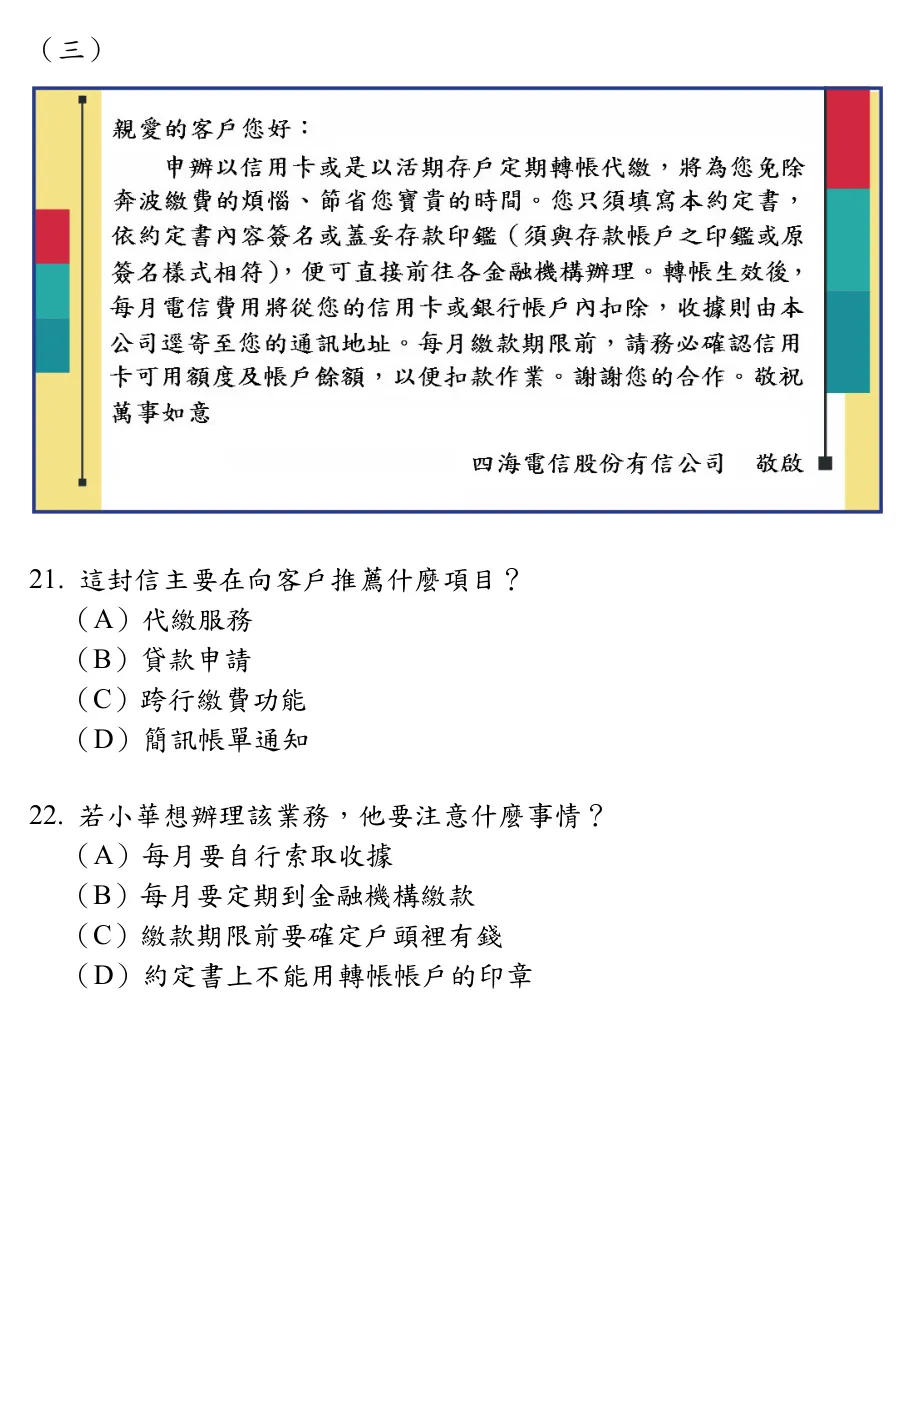 （三）
親愛的客戶您好：
申辦以信用卡或是以活期存戶定期轉帳代繳，將為您免除
奔波繳費的煩惱、節省您寶貴的時間。您只須填寫本約定書，
依約定書內容簽名或蓋妥存款印鑑（須與存款帳戶之印鑑或原
簽名樣式相符），便可直接前往各金融機構辦理。轉帳生效後，
每月電信費用將從您的信用卡或銀行帳戶內扣除，收據則由本
公司逕寄至您的通訊地址。每月繳款期限前，請務必確認信用
卡可用額度及帳戶餘額，以便扣款作業。謝謝您的合作。敬祝
萬事如意
四海電信股份有信公司　敬啟
21. 這封信主要在向客戶推薦什麼項目？
（A）代繳服務
（B）貸款申請
（C）跨行繳費功能
（D）簡訊帳單通知
22. 若小華想辦理該業務，他要注意什麼事情？
（A）每月要自行索取收據
（B）每月要定期到金融機構繳款
（C）繳款期限前要確定戶頭裡有錢
（D）約定書上不能用轉帳帳戶的印章